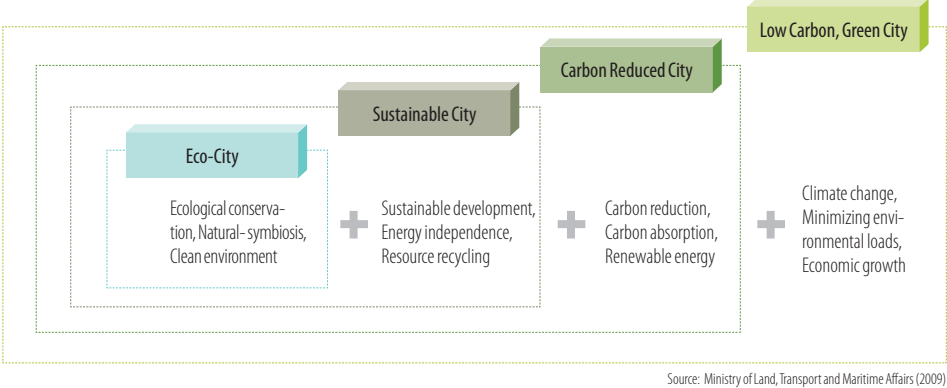 Low Carbon, Green City
Carbon Reduced City
Sustainable City
Eco-City
Ecological conserva-
tion, Natural- symbiosis,
Clean environment
Sustainable development,
Energy independence,
Resource recycling
Carbon reduction,
Carbon absorption,
Renewable energy
Climate change,
Minimizing envi-
ronmental loads,
Economic growth
Source: Ministry of Land, Transport and Maritime Affairs (2009)